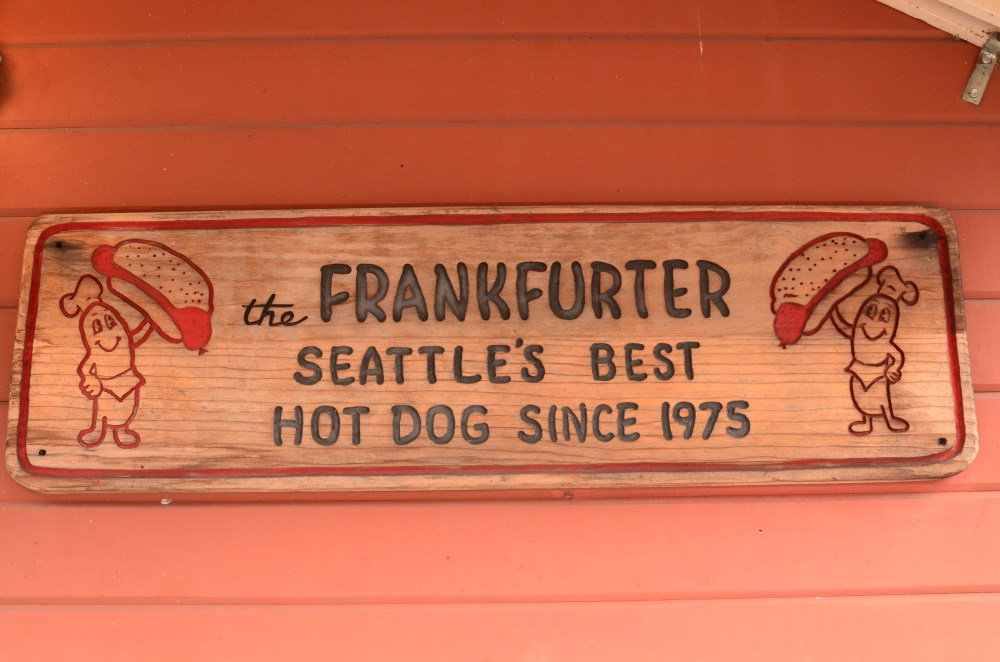 the FRANKFURTER
SEATTLE'S BEST
HOT DOG SINCE 1975